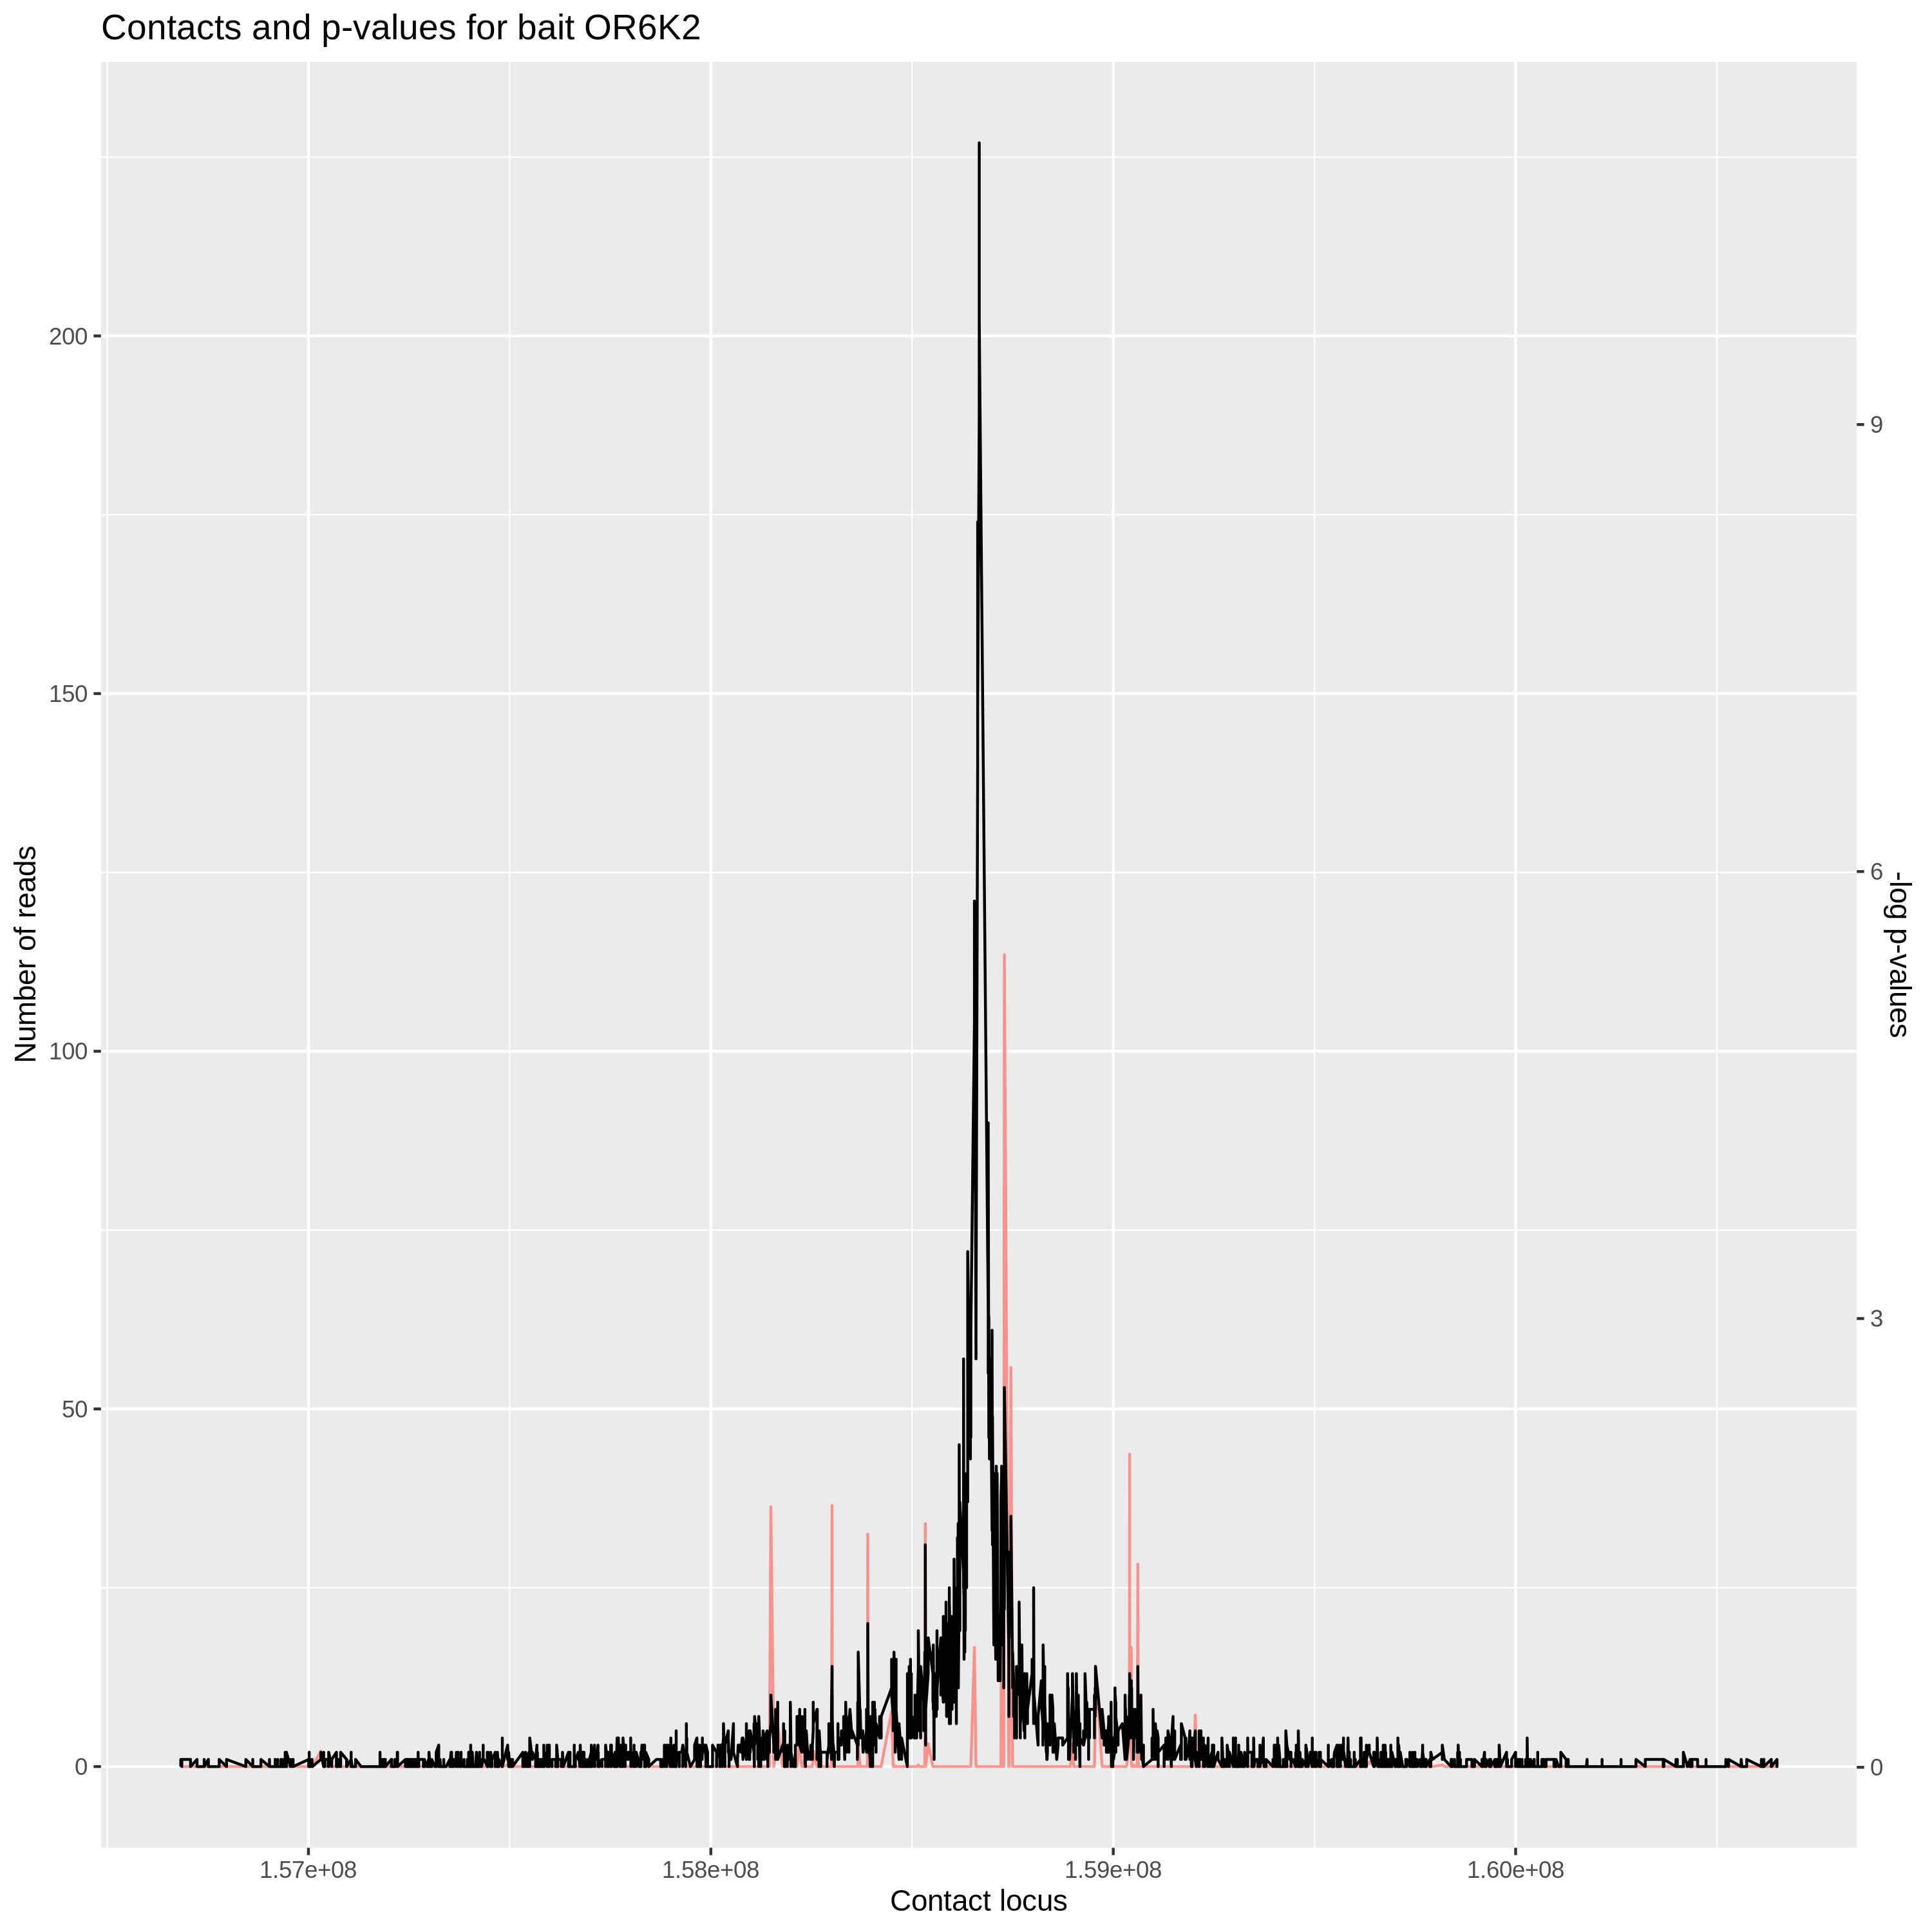 Contacts and p-values for bait OR6K2
Number of reads
200
150
100
50
0
9
6
3
0
-log p-values
1.57e+08 1.58e+08 1.59e+08 1.60e+08
Contact locus